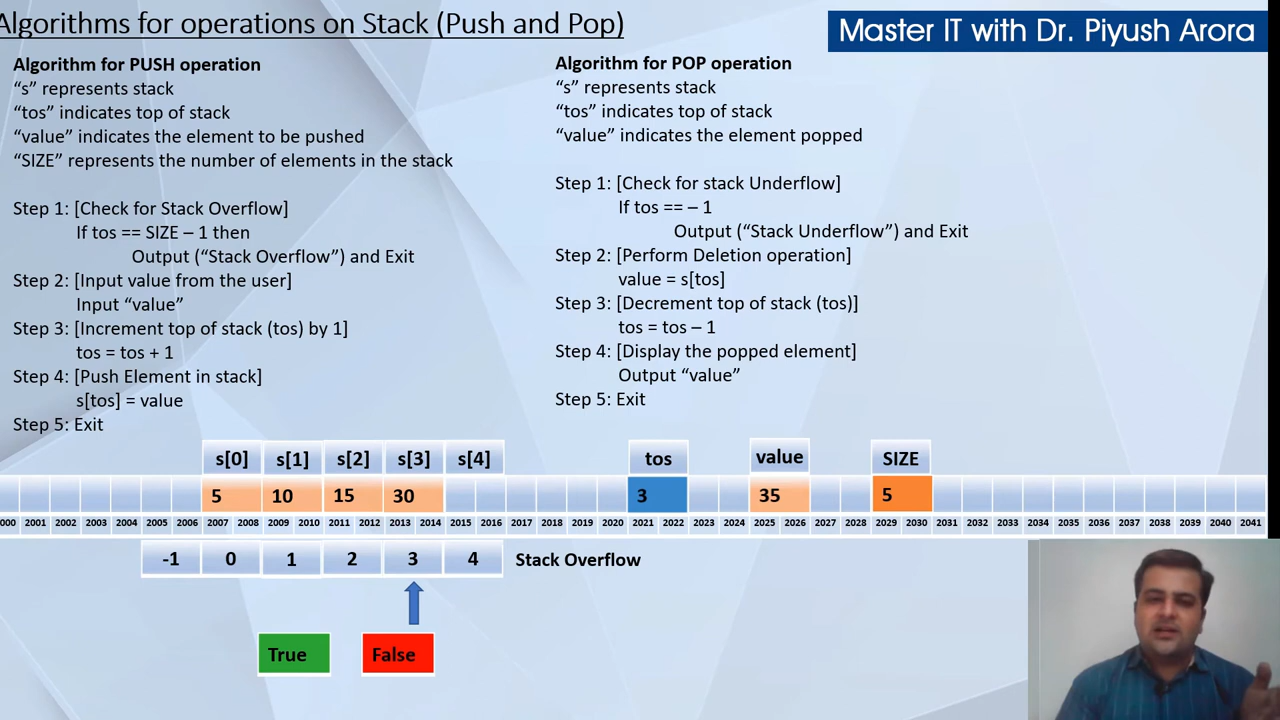 Algorithms for operations on Stack (Push and Pop)
Master IT with Dr. Piyush Arora
Algorithm for PUSH operation
“s” represents stack
“tos” indicates top of stack
“value” indicates the element to be pushed
“SIZE” represents the number of elements in the stack
Step 1: [Check for Stack Overflow]
If tos == SIZE – 1 then
Output (“Stack Overflow”) and Exit
Step 2: [Input value from the user]
Input “value”
Step 3: [Increment top of stack (tos) by 1]
tos = tos + 1
Step 4: [Push Element in stack]
s[tos] = value
Step 5: Exit
Algorithm for POP operation
“s” represents stack
“tos” indicates top of stack
“value” indicates the element popped
Step 1: [Check for stack Underflow]
If tos == – 1
Output (“Stack Underflow”) and Exit
Step 2: [Perform Deletion operation]
value = s[tos]
Step 3: [Decrement top of stack (tos)]
tos = tos – 1
Step 4: [Display the popped element]
Output “value”
Step 5: Exit
s[0] s[1] s[2] s[3] s[4] tos value SIZE
5 10 15 30 3 35 5
000 2001 2002 2003 2004 2005 2006 2007 2008 2009 2010 2011 2012 2013 2014 2015 2016 2017 2018 2019 2020 2021 2022 2023 2024 2025 2026 2027 2028 2029 2030 2031 2032 2033 2034 2035 2036 2037 2038 2039 2040 2041
-1 0 1 2 3 4 Stack Overflow
True False